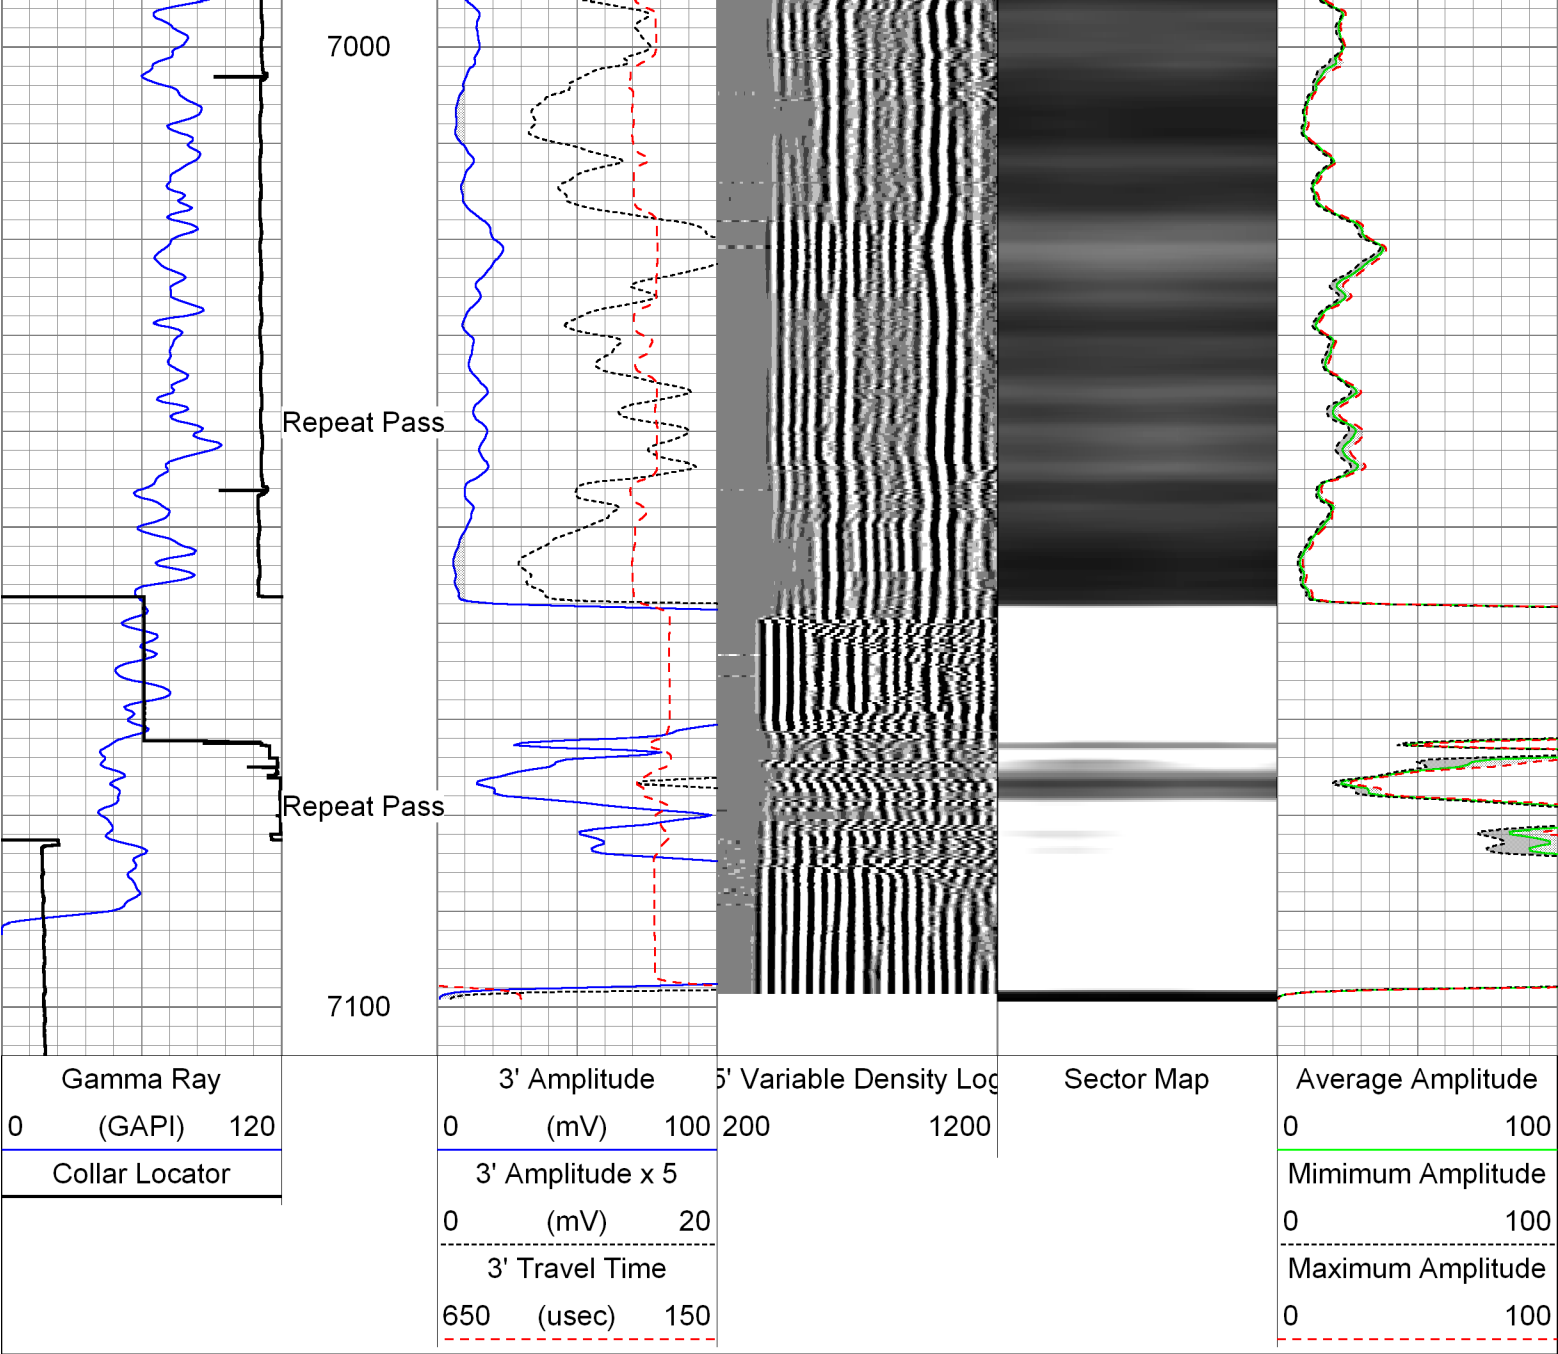 7000
Repeat Pass
Repeat Pass
7100
Gamma Ray
0 (GAPI) 120
Collar Locator
3' Amplitude
0 (mV) 100
3' Amplitude x 5
0 (mV) 20
3' Travel Time
650 (usec) 150
5' Variable Density Log
200 1200
Sector Map
Average Amplitude
0 100
Mimimum Amplitude
0 100
Maximum Amplitude
0 100